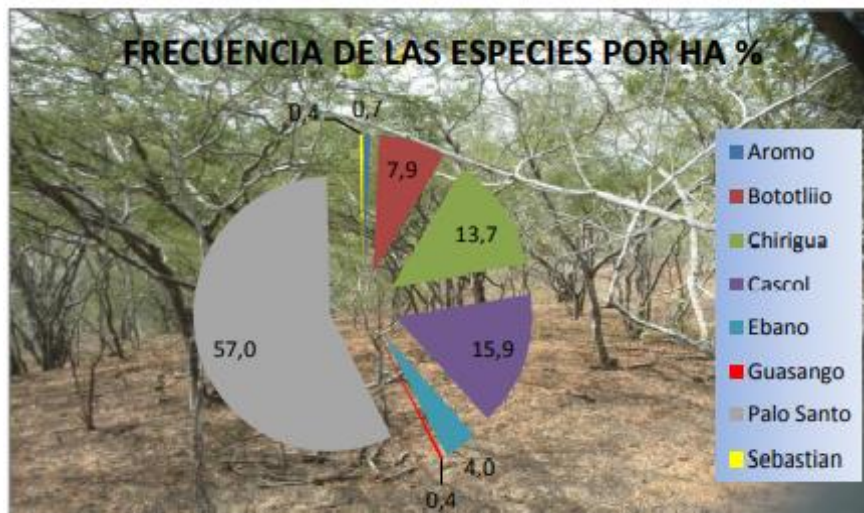 FRECUENCIA DE LAS ESPECIES POR HA %
0,4
0,7
7,9
13,7
15,9
4,0
0,4
57,0
Aromo
Bototliio
Chirigua
Cascol
Ebano
Guasango
Palo Santo
Sebastian